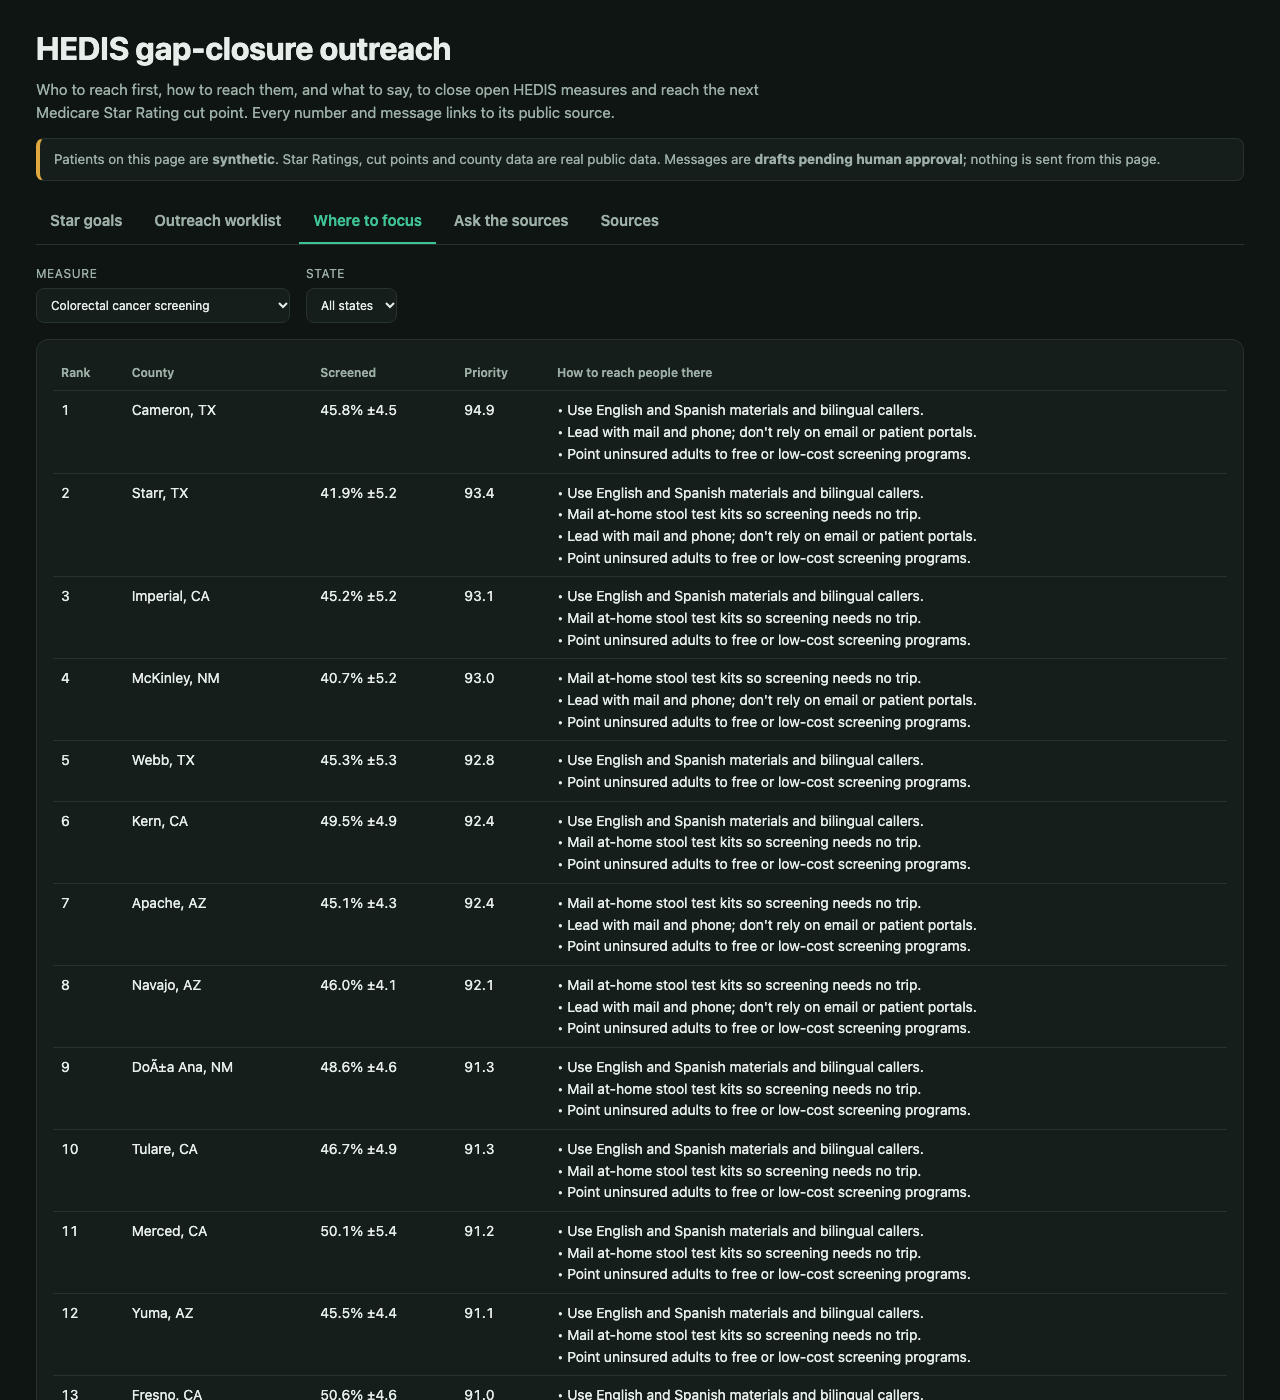 HEDIS gap-closure outreach
Who to reach first, how to reach them, and what to say, to close open HEDIS measures and reach the next
Medicare Star Rating cut point. Every number and message links to its public source.
Patients on this page are synthetic. Star Ratings, cut points and county data are real public data. Messages are drafts pending human approval; nothing is sent from this page.
Star goals Outreach worklist Where to focus Ask the sources Sources
MEASURE STATE
Colorectal cancer screening All states
Rank County Screened Priority How to reach people there
1 Cameron, TX 45.8% ±4.5 94.9 • Use English and Spanish materials and bilingual callers.
• Lead with mail and phone; don't rely on email or patient portals.
• Point uninsured adults to free or low-cost screening programs.
2 Starr, TX 41.9% ±5.2 93.4 • Use English and Spanish materials and bilingual callers.
• Mail at-home stool test kits so screening needs no trip.
• Lead with mail and phone; don't rely on email or patient portals.
• Point uninsured adults to free or low-cost screening programs.
3 Imperial, CA 45.2% ±5.2 93.1 • Use English and Spanish materials and bilingual callers.
• Mail at-home stool test kits so screening needs no trip.
• Point uninsured adults to free or low-cost screening programs.
4 McKinley, NM 40.7% ±5.2 93.0 • Mail at-home stool test kits so screening needs no trip.
• Lead with mail and phone; don't rely on email or patient portals.
• Point uninsured adults to free or low-cost screening programs.
5 Webb, TX 45.3% ±5.3 92.8 • Use English and Spanish materials and bilingual callers.
• Point uninsured adults to free or low-cost screening programs.
6 Kern, CA 49.5% ±4.9 92.4 • Use English and Spanish materials and bilingual callers.
• Mail at-home stool test kits so screening needs no trip.
• Point uninsured adults to free or low-cost screening programs.
7 Apache, AZ 45.1% ±4.3 92.4 • Mail at-home stool test kits so screening needs no trip.
• Lead with mail and phone; don't rely on email or patient portals.
• Point uninsured adults to free or low-cost screening programs.
8 Navajo, AZ 46.0% ±4.1 92.1 • Mail at-home stool test kits so screening needs no trip.
• Lead with mail and phone; don't rely on email or patient portals.
• Point uninsured adults to free or low-cost screening programs.
9 DoÃ±a Ana, NM 48.6% ±4.6 91.3 • Use English and Spanish materials and bilingual callers.
• Mail at-home stool test kits so screening needs no trip.
• Point uninsured adults to free or low-cost screening programs.
10 Tulare, CA 46.7% ±4.9 91.3 • Use English and Spanish materials and bilingual callers.
• Mail at-home stool test kits so screening needs no trip.
• Point uninsured adults to free or low-cost screening programs.
11 Merced, CA 50.1% ±5.4 91.2 • Use English and Spanish materials and bilingual callers.
• Mail at-home stool test kits so screening needs no trip.
• Point uninsured adults to free or low-cost screening programs.
12 Yuma, AZ 45.5% ±4.4 91.1 • Use English and Spanish materials and bilingual callers.
• Mail at-home stool test kits so screening needs no trip.
• Point uninsured adults to free or low-cost screening programs.
13 Fresno, CA 50.6% ±4.6 91.0 • Use English and Spanish materials and bilingual callers.